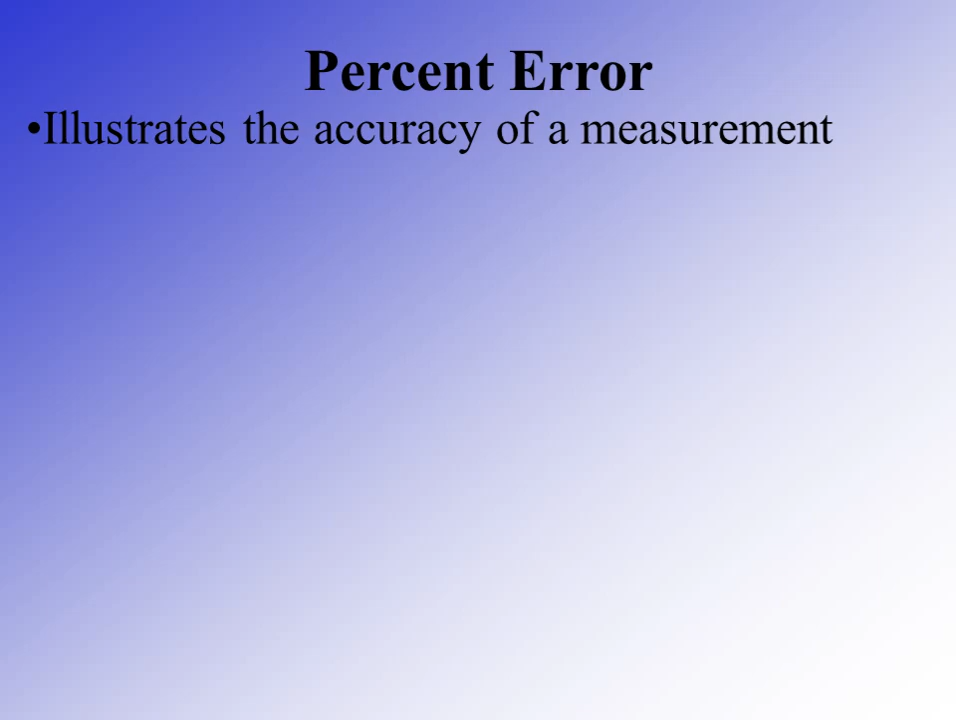 Percent Error
•Illustrates the accuracy of a measurement